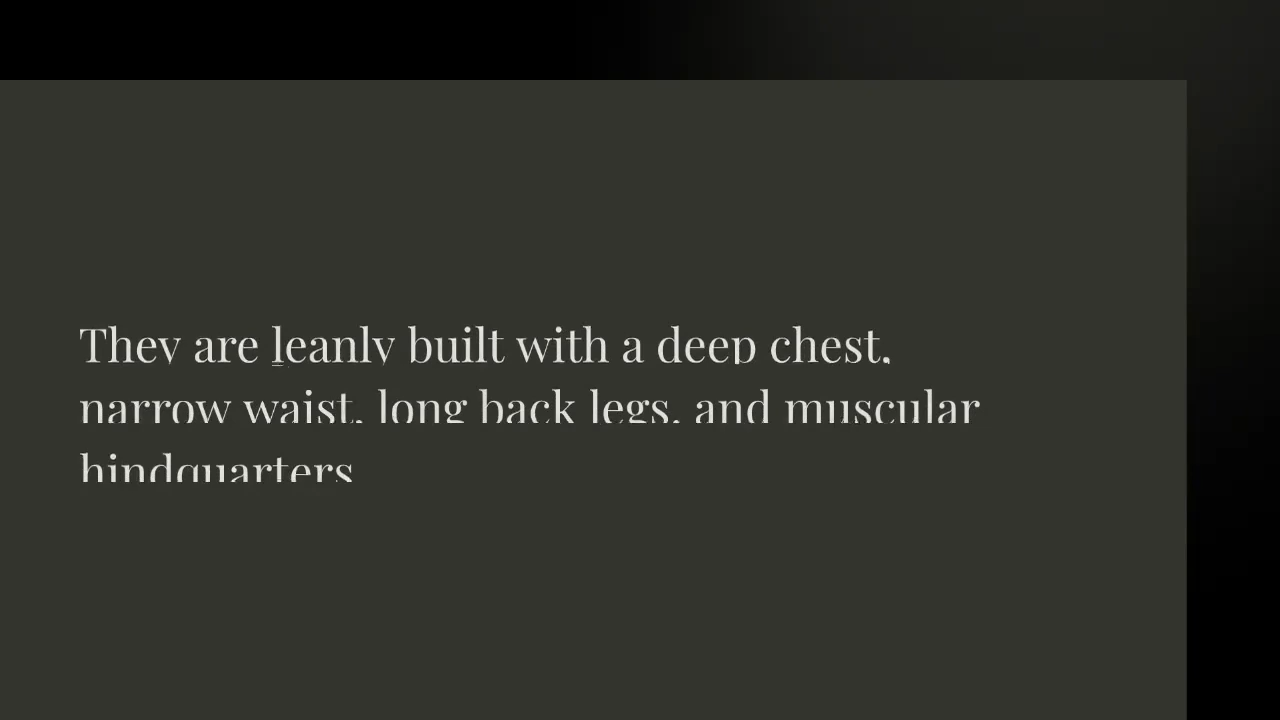 They are leanly built with a deep chest,
narrow waist, long back legs, and muscular
hindquarters